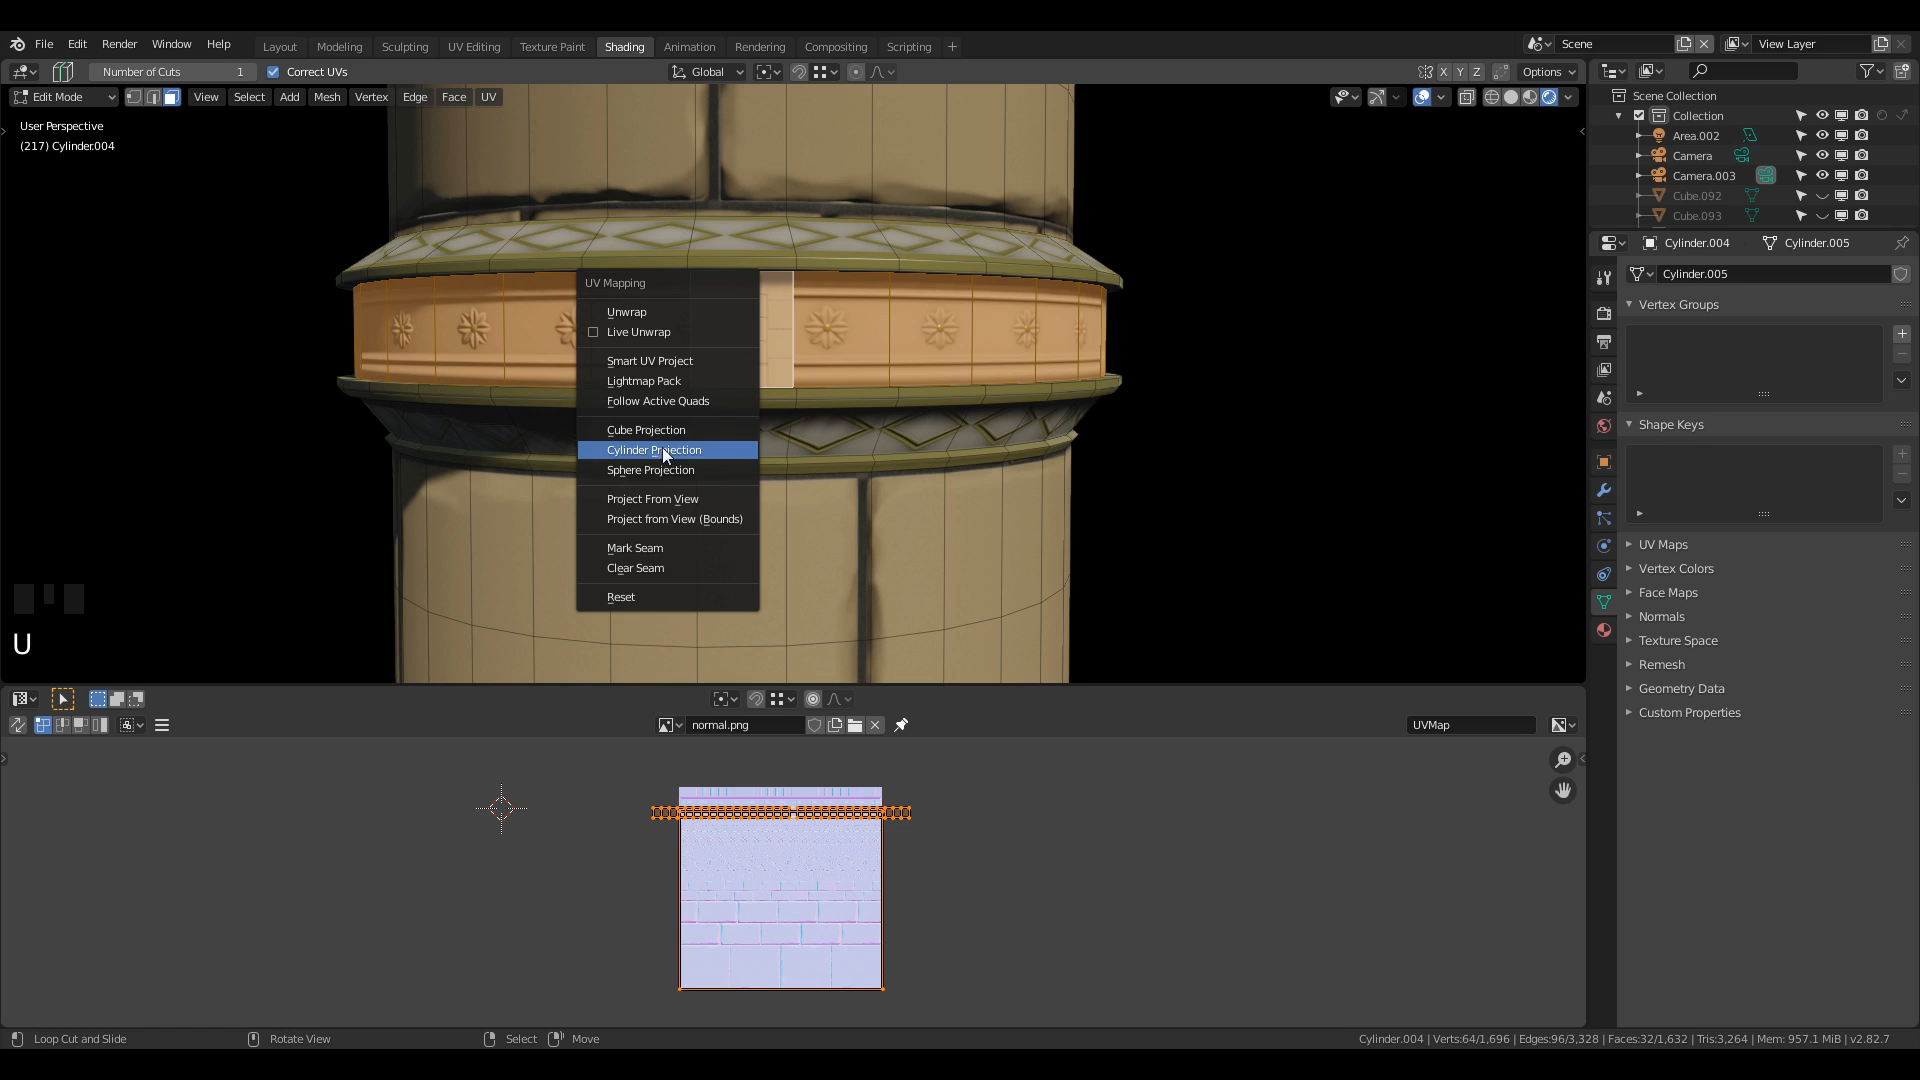 File Edit Render Window Help Layout Modeling Sculpting UV Editing Texture Paint Shading Animation Rendering Compositing Scripting + Scene View Layer
Number of Cuts 1 Correct UVs Global X Y Z Options
Edit Mode View Select Add Mesh Vertex Edge Face UV
User Perspective
(217) Cylinder.004
UV Mapping
Unwrap
Live Unwrap
Smart UV Project
Lightmap Pack
Follow Active Quads
Cube Projection
Cylinder Projection
Sphere Projection
Project From View
Project from View (Bounds)
Mark Seam
Clear Seam
Reset
U
Scene Collection
Collection
Area.002
Camera
Camera.003
Cube.092
Cube.093
Cylinder.004 Cylinder.005
Cylinder.005
Vertex Groups
Shape Keys
UV Maps
Vertex Colors
Face Maps
Normals
Texture Space
Remesh
Geometry Data
Custom Properties
normal.png UVMap
Loop Cut and Slide Rotate View Select Move Cylinder.004 | Verts:64/1,696 | Edges:96/3,328 | Faces:32/1,632 | Tris:3,264 | Mem: 957.1 MiB | v2.82.7